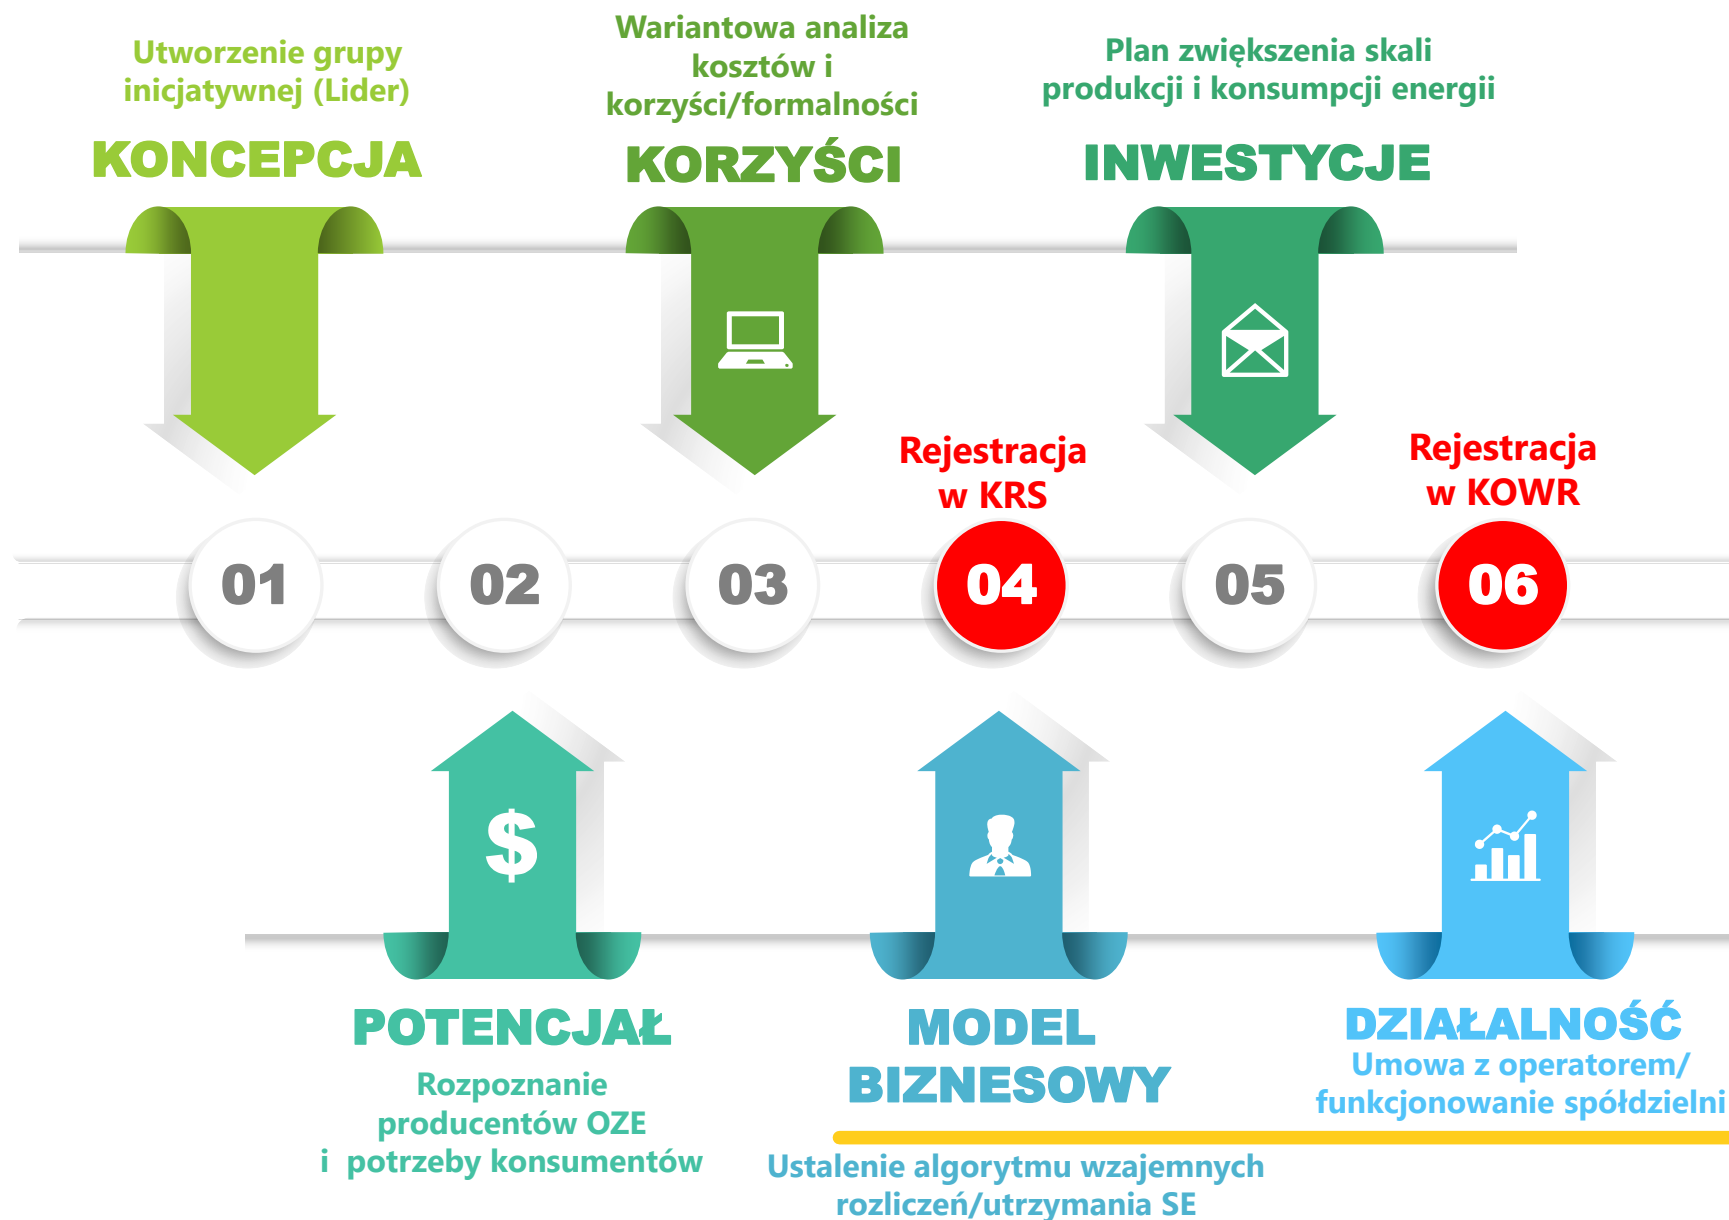 Utworzenie grupy
inicjatywnej (Lider)
KONCEPCJA
Wariantowa analiza
kosztów i
korzyści/formalności
KORZYŚCI
Plan zwiększenia skali
produkcji i konsumpcji energii
INWESTYCJE
Rejestracja
w KRS
Rejestracja
w KOWR
01
02
03
04
05
06
$
POTENCJAŁ
Rozpoznanie
producentów OZE
i potrzeby konsumentów
MODEL
BIZNESOWY
Ustalenie algorytmu wzajemnych
rozliczeń/utrzymania SE
DZIAŁALNOŚĆ
Umowa z operatorem/
funkcjonowanie spółdzielni